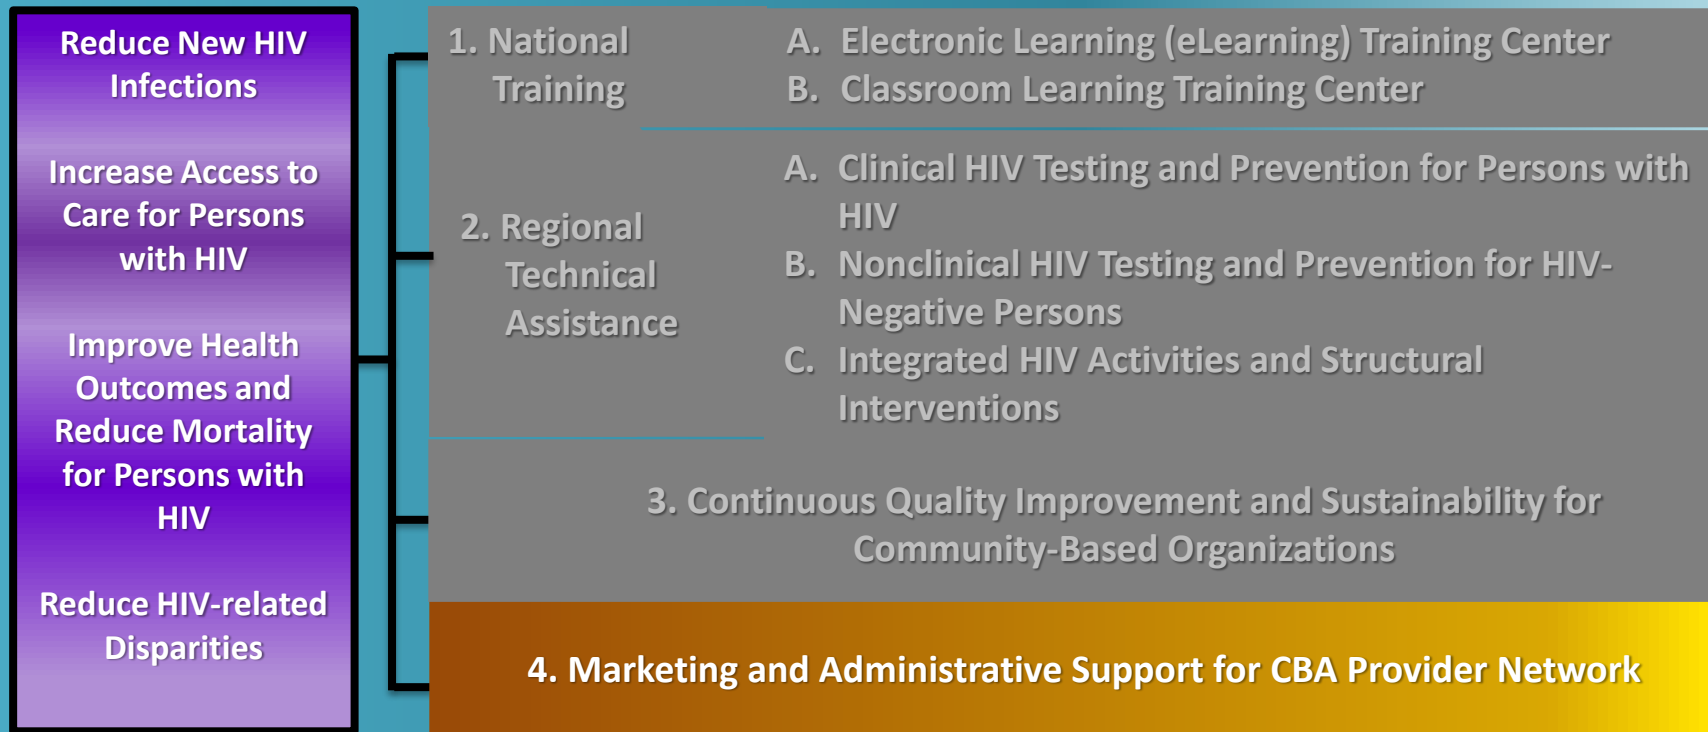 Reduce New HIV
Infections
Increase Access to
Care for Persons
with HIV
Improve Health
Outcomes and
Reduce Mortality
for Persons with
HIV
Reduce HIV-related
Disparities
1. National
Training
A. Electronic Learning (eLearning) Training Center
B. Classroom Learning Training Center
2. Regional
Technical
Assistance
A. Clinical HIV Testing and Prevention for Persons with
HIV
B. Nonclinical HIV Testing and Prevention for HIV-
Negative Persons
C. Integrated HIV Activities and Structural
Interventions
3. Continuous Quality Improvement and Sustainability for
Community-Based Organizations
4. Marketing and Administrative Support for CBA Provider Network